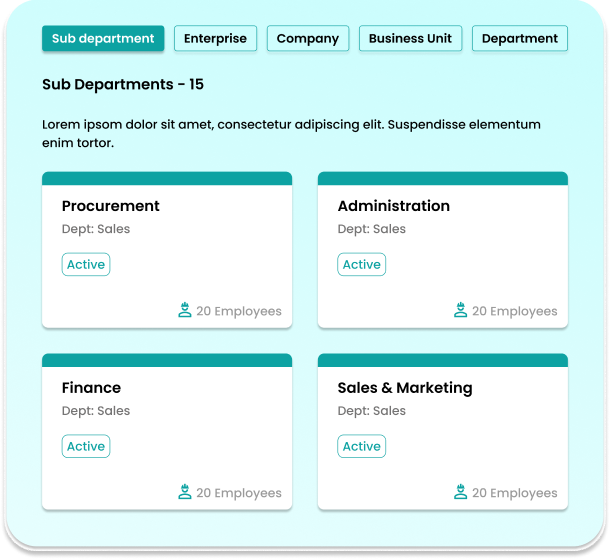 Sub department Enterprise Company Business Unit Department
Sub Departments - 15
Lorem ipsom dolor sit amet, consectetur adipiscing elit. Suspendisse elementum
enim tortor.
Procurement
Dept: Sales
Active
20 Employees
Administration
Dept: Sales
Active
20 Employees
Finance
Dept: Sales
Active
20 Employees
Sales & Marketing
Dept: Sales
Active
20 Employees